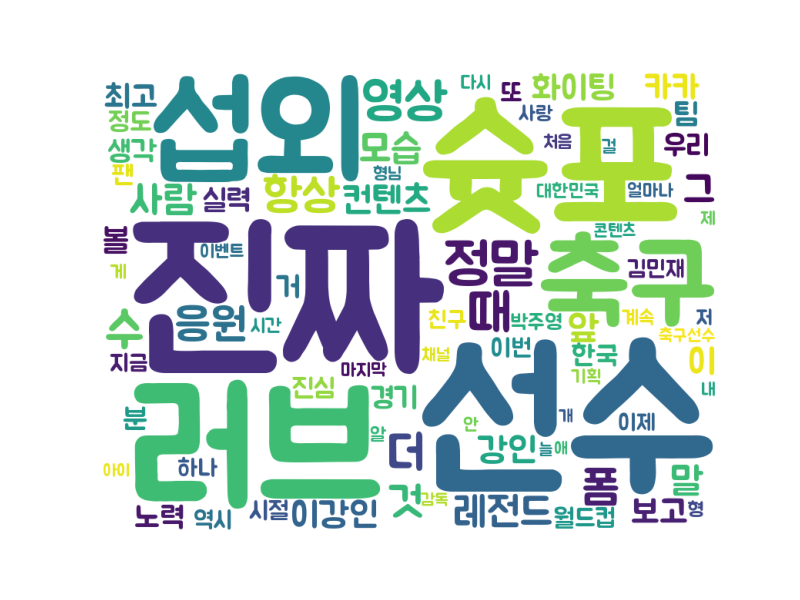 최고
섭외
영상
다시
또
화이팅
카카
정도
슛포
사랑
팀
생각
모습
처음
걸
우리
팬
형님
사람
실력
항상
컨텐츠
대한민국
얼마나
그
제
볼
진짜
이벤트
정말
콘텐츠
축구
김민재
게
거
때
수
응원
시간
친구
박주영
앞
계속
저
축구선수
지금
마지막
채널
이번
한국
이
기획
내
러브
진심
경기
선수
분
알
안
개
이제
아이
하나
더
강인
늘
애
말
것
감독
폼
노력
역시
시절
이강인
레전드
월드컵
보고
형